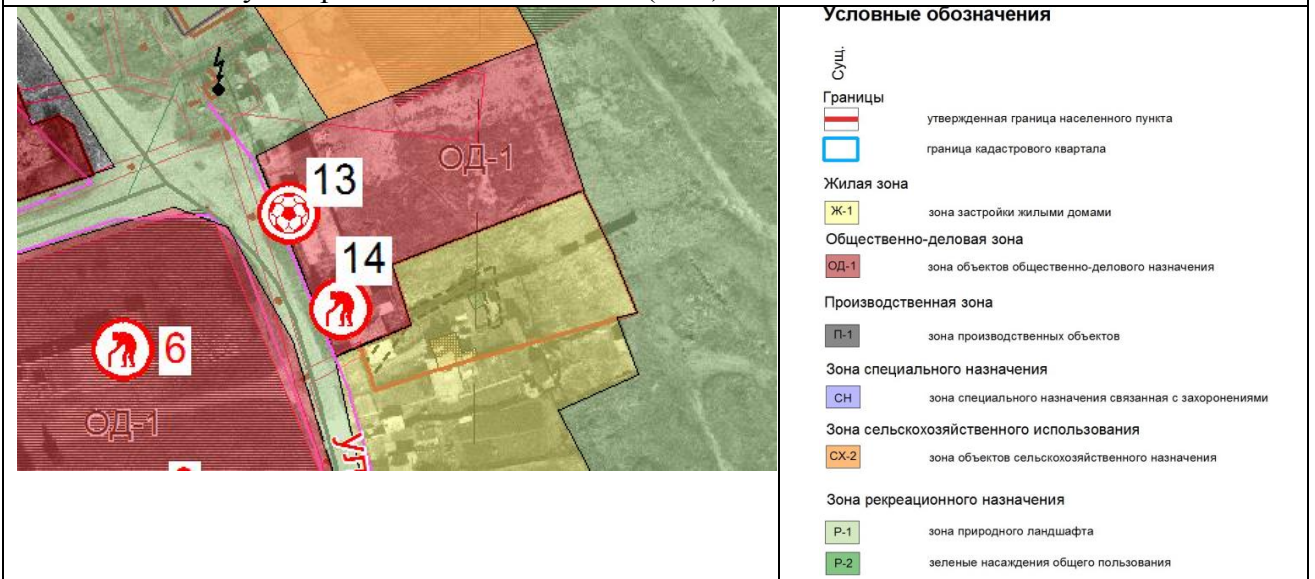 13
ОД-1
14
6
ОД-1
ул
Условные обозначения
Сущ.
Границы
утвержденная граница населенного пункта
граница кадастрового квартала
Жилая зона
Ж-1 зона застройки жилыми домами
Общественно-деловая зона
ОД-1 зона объектов общественно-делового назначения
Производственная зона
П-1 зона производственных объектов
Зона специального назначения
СН зона специального назначения связанная с захоронениями
Зона сельскохозяйственного использования
СХ-2 зона объектов сельскохозяйственного назначения
Зона рекреационного назначения
Р-1 зона природного ландшафта
Р-2 зеленые насаждения общего пользования